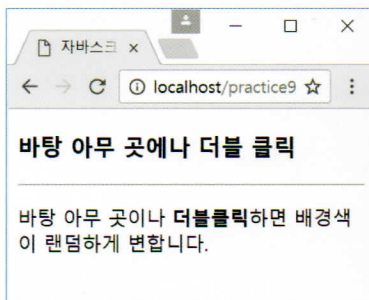 자바스크
localhost/practice9
바탕 아무 곳에나 더블 클릭
바탕 아무 곳이나 더블클릭하면 배경색
이 랜덤하게 변합니다.